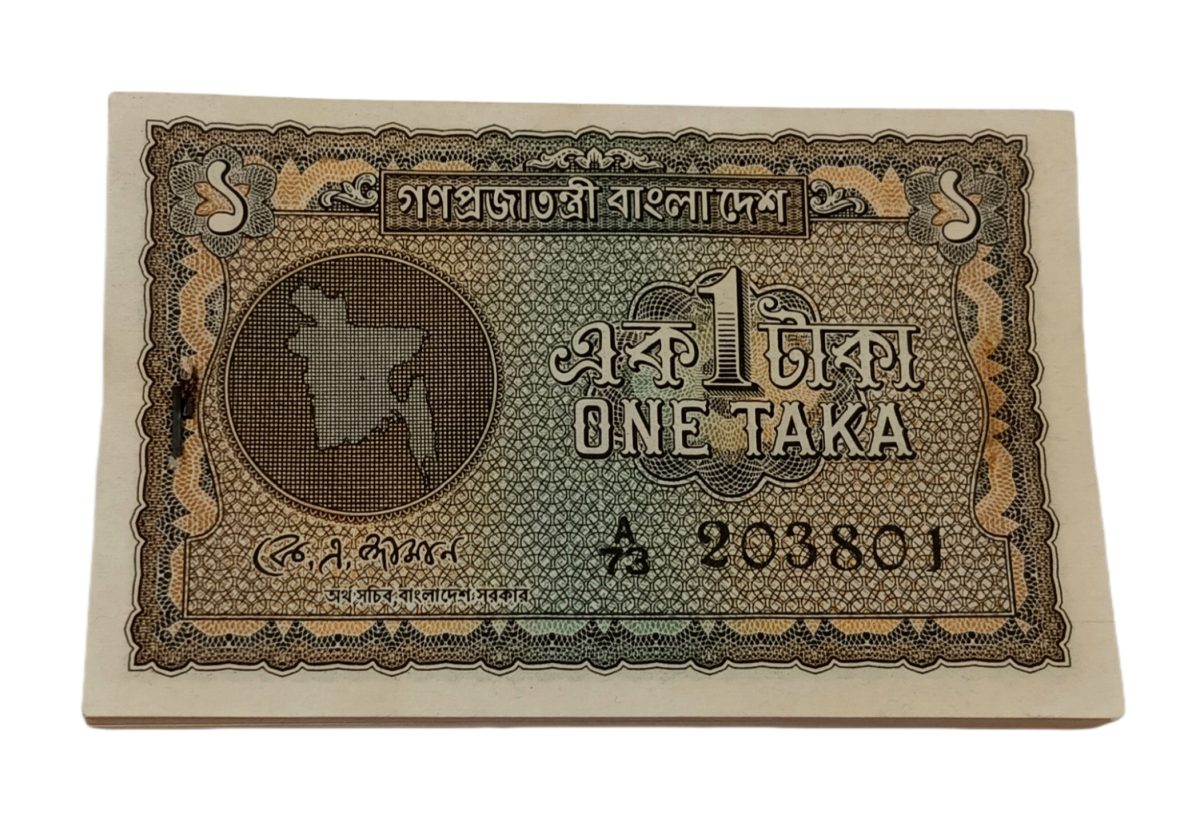 ১ গণপ্রজাতন্ত্রী বাংলা দেশ ১
এক 1 টাকা
ONE TAKA
A
73 203801
কে, এ, জামান
অর্থ সচিব, বাংলাদেশ সরকার